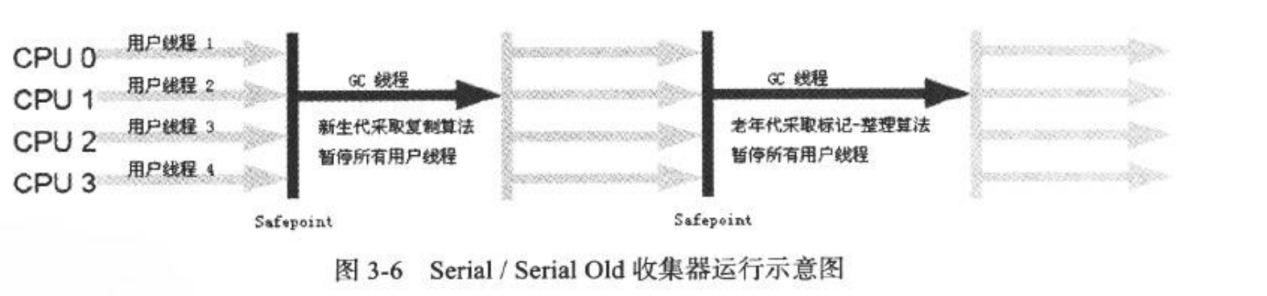 CPU 0 用户线程 1
CPU 1 用户线程 2
CPU 2 用户线程 3
CPU 3 用户线程 4
GC 线程
新生代采取复制算法
暂停所有用户线程
Safepoint
GC 线程
老年代采取标记-整理算法
暂停所有用户线程
Safepoint
图 3-6 Serial / Serial Old 收集器运行示意图